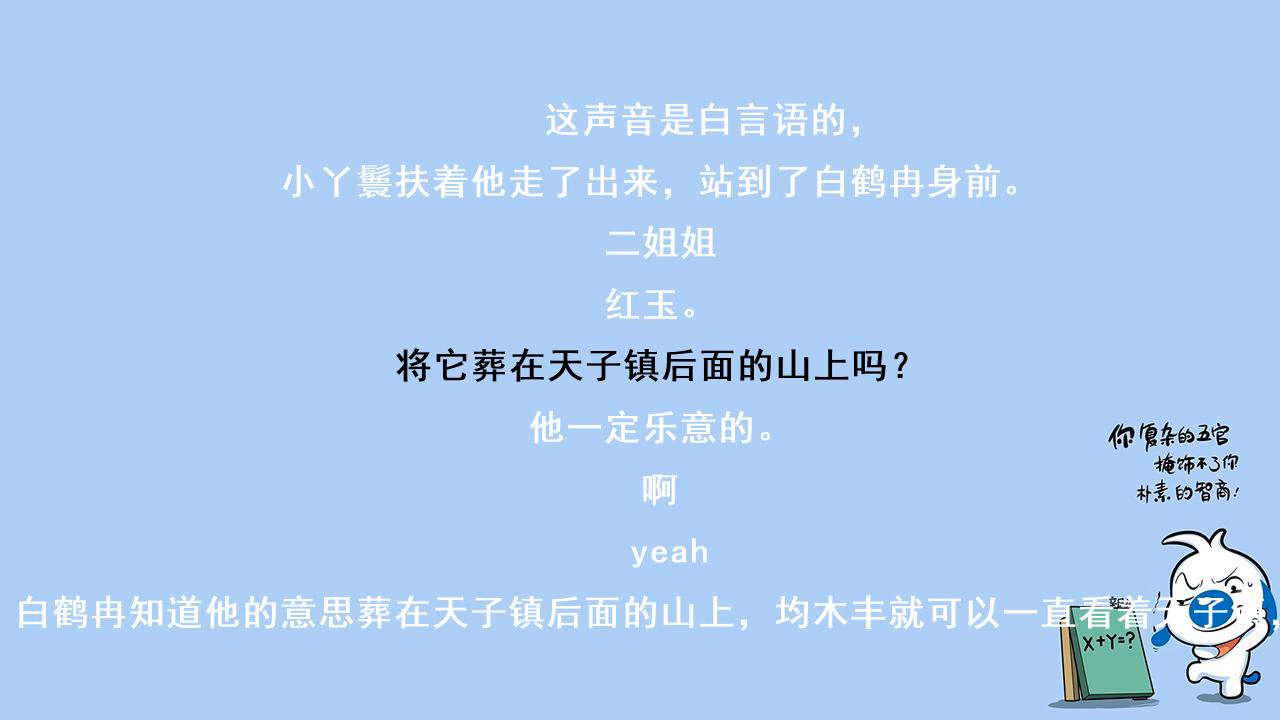 这声音是白言语的，
小丫鬟扶着他走了出来，站到了白鹤冉身前。
二姐姐
红玉。
将它葬在天子镇后面的山上吗？
他一定乐意的。
啊
yeah
白鹤冉知道他的意思葬在天子镇后面的山上，均木丰就可以一直看着天子镇，
你复杂的五官
掩饰不了你
朴素的智商！
X+Y=?